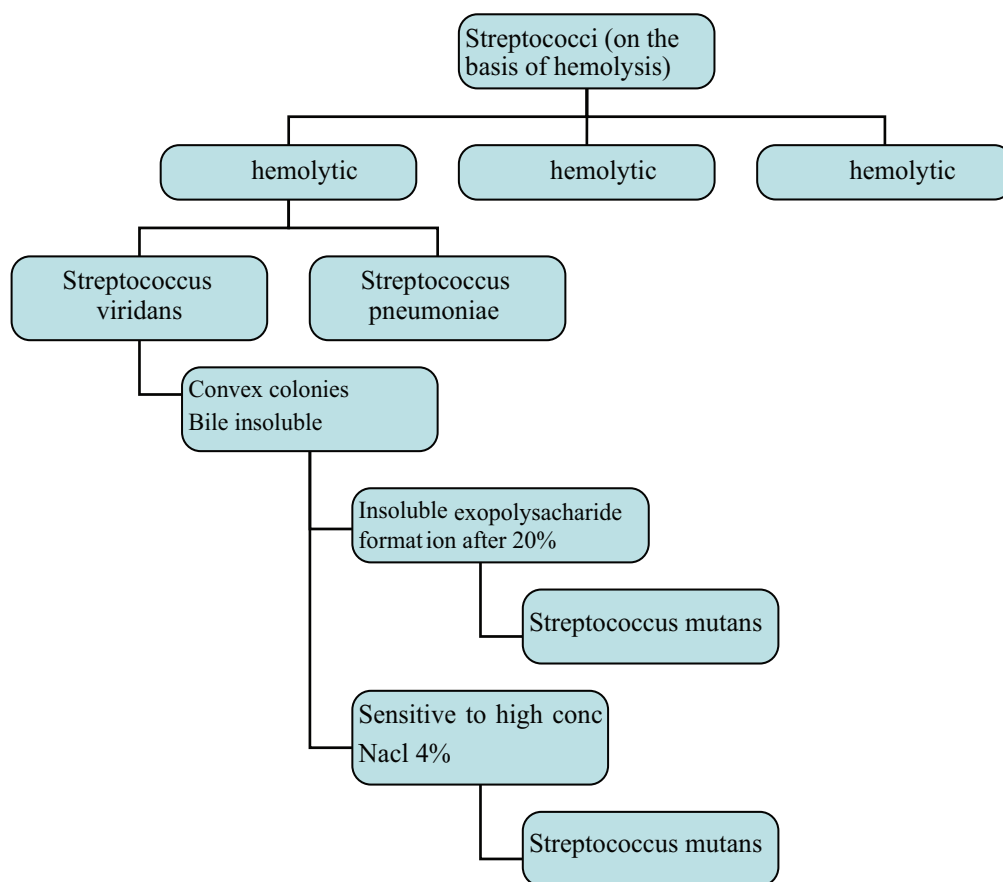 Streptococci (on the
basis of hemolysis)
hemolytic
hemolytic
hemolytic
Streptococcus
viridans
Streptococcus
pneumoniae
Convex colonies
Bile insoluble
Insoluble exopolysacharide
formation after 20%
Streptococcus mutans
Sensitive to high conc
Nacl 4%
Streptococcus mutans